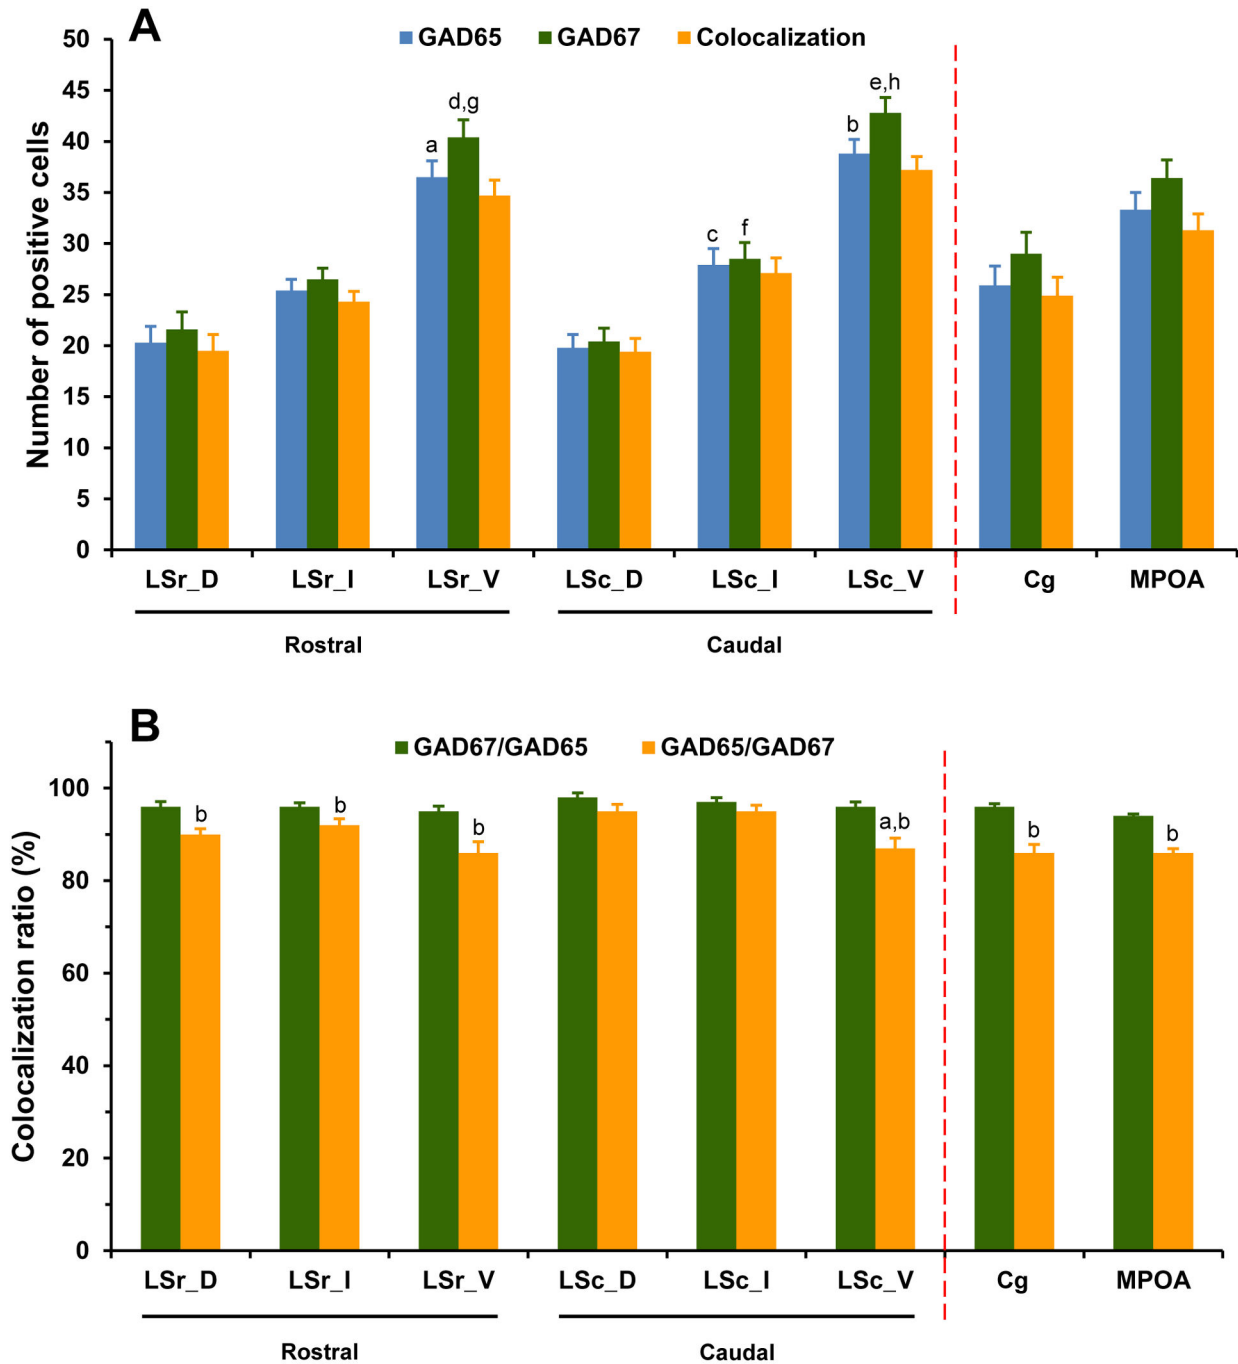 A
GAD65 GAD67 Colocalization
Number of positive cells
50
45
40
35
30
25
20
15
10
5
0
a d,g c f b e,h
LSr_D LSr_I LSr_V LSc_D LSc_I LSc_V Cg MPOA
Rostral Caudal
B
GAD67/GAD65 GAD65/GAD67
Colocalization ratio (%)
100
80
60
40
20
0
b b b a,b b b
LSr_D LSr_I LSr_V LSc_D LSc_I LSc_V Cg MPOA
Rostral Caudal